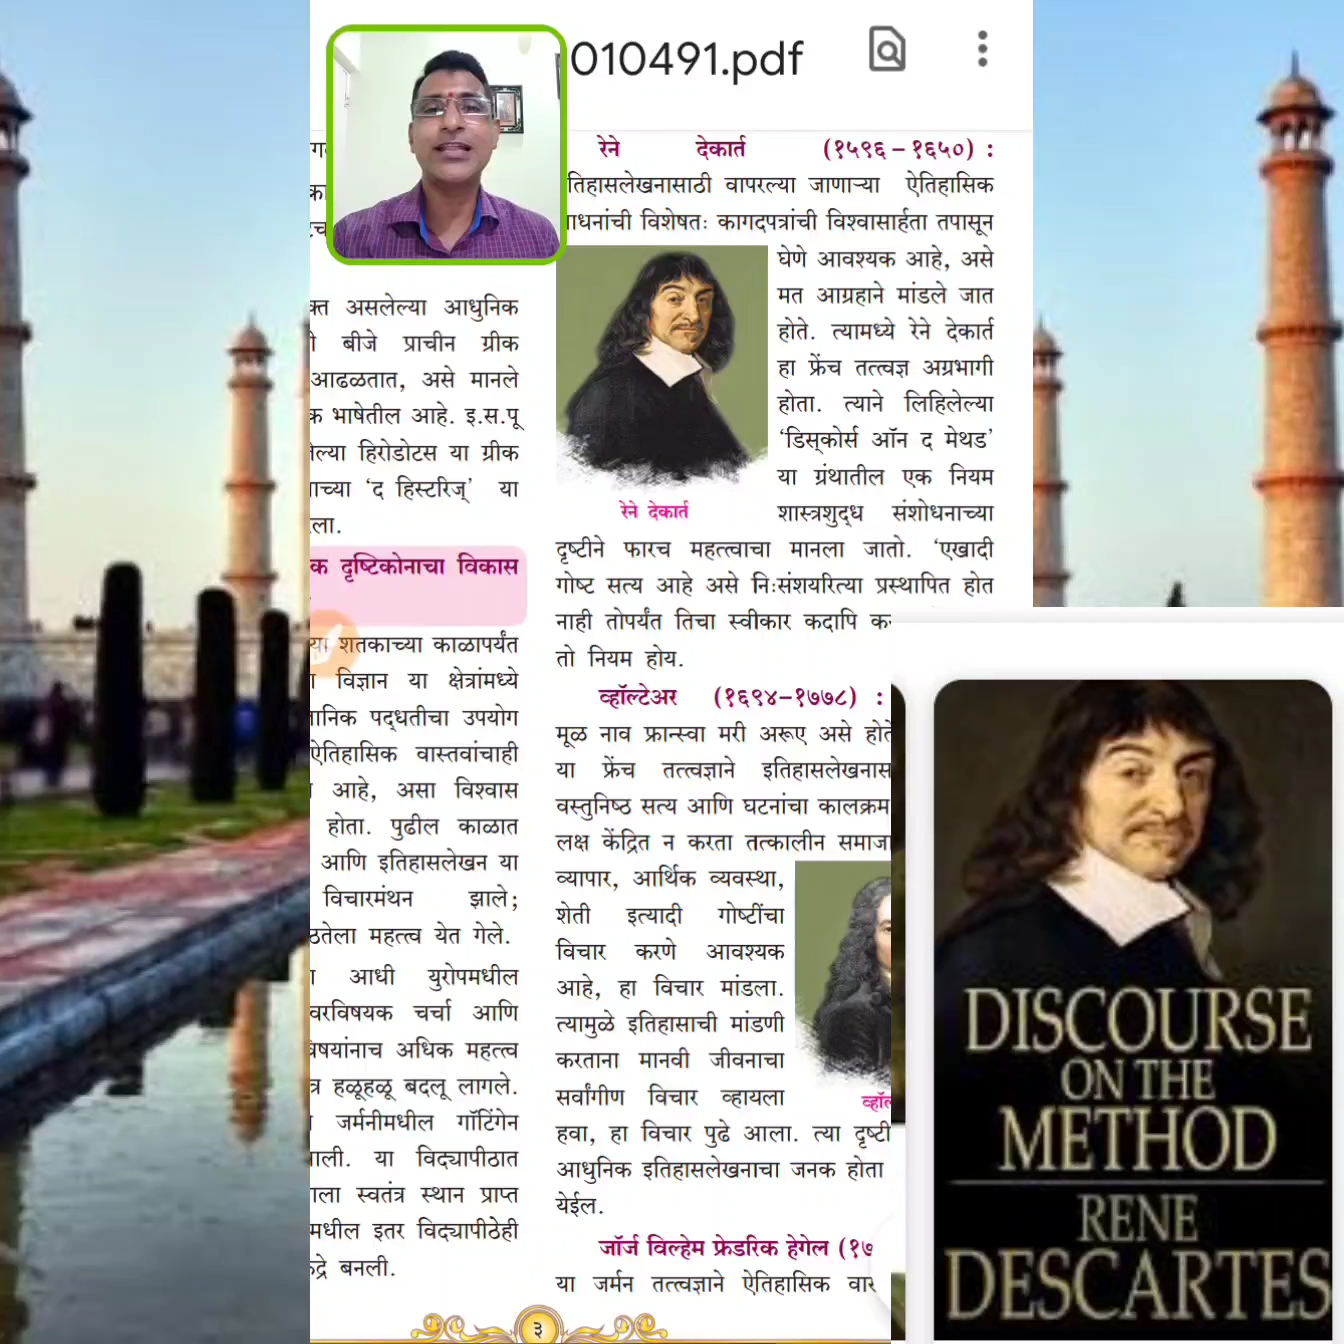 010491.pdf
क्त असलेल्या आधुनिक
बीजे प्राचीन ग्रीक
आढळतात, असे मानले
क भाषेतील आहे. इ.स.पू
हिरोडोटस या ग्रीक
‘द हिस्टरिज्’ या
क दृष्टिकोनाचा विकास
शतकाच्या काळापर्यंत
विज्ञान या क्षेत्रांमध्ये
पद्धतीचा उपयोग
ऐतिहासिक वास्तवांचाही
आहे, असा विश्वास
होता. पुढील काळात
आणि इतिहासलेखन या
विचारमंथन झाले;
महत्त्व येत गेले.
आधी युरोपमधील
चर्चा आणि
अधिक महत्त्व
हळूहळू बदलू लागले.
जर्मनीमधील गॉटिंगेन
या विद्यापीठात
स्वतंत्र स्थान प्राप्त
मधील इतर विद्यापीठेही
बनली.
रेने देकार्त (१५९६ – १६५०) :
तिहासलेखनासाठी वापरल्या जाणाऱ्या ऐतिहासिक
धनांची विशेषतः कागदपत्रांची विश्वासार्हता तपासून
घेणे आवश्यक आहे, असे
मत आग्रहाने मांडले जात
होते. त्यामध्ये रेने देकार्त
हा फ्रेंच तत्त्वज्ञ अग्रभागी
होता. त्याने लिहिलेल्या
‘डिस्कोर्स ऑन द मेथड’
या ग्रंथातील एक नियम
शास्त्रशुद्ध संशोधनाच्या
रेने देकार्त
दृष्टीने फारच महत्त्वाचा मानला जातो. ‘एखादी
गोष्ट सत्य आहे असे निःसंशयरित्या प्रस्थापित होत
नाही तोपर्यंत तिचा स्वीकार कदापि
तो नियम होय.
व्हॉल्टेअर (१६९४–१७७८) :
मूळ नाव फ्रान्स्वा मरी अरूए असे होते
या फ्रेंच तत्त्वज्ञाने इतिहासलेखनास
वस्तुनिष्ठ सत्य आणि घटनांचा कालक्रम
लक्ष केंद्रित न करता तत्कालीन समाजा
व्यापार, आर्थिक व्यवस्था,
शेती इत्यादी गोष्टींचा
विचार करणे आवश्यक
आहे, हा विचार मांडला.
त्यामुळे इतिहासाची मांडणी
करताना मानवी जीवनाचा
सर्वांगीण विचार व्हायला
व्हॉल
हवा, हा विचार पुढे आला. त्या दृष्टी
आधुनिक इतिहासलेखनाचा जनक होता
येईल.
जॉर्ज विल्हेम फ्रेडरिक हेगेल (१७
या जर्मन तत्त्वज्ञाने ऐतिहासिक वास
३
DISCOURSE
ON THE
METHOD
RENE
DESCARTES